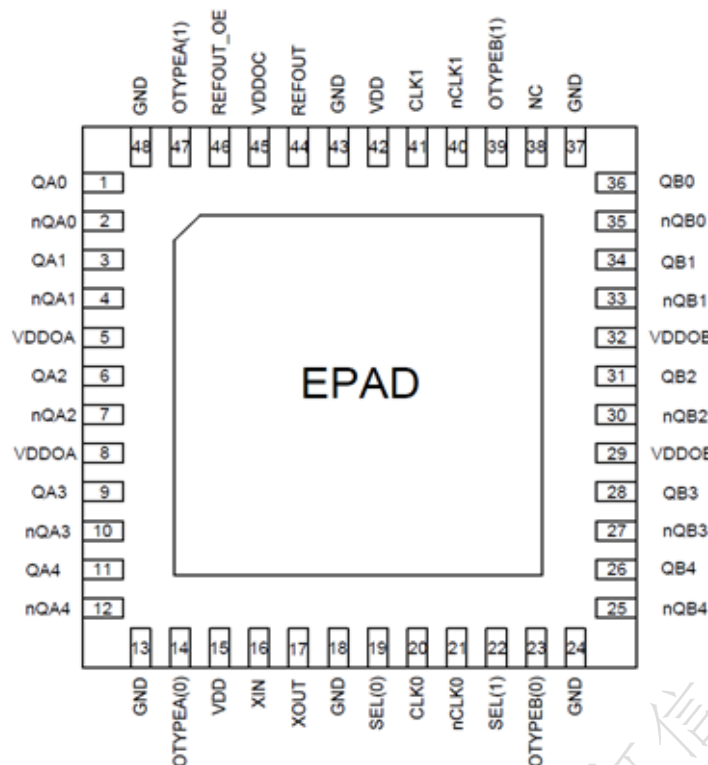 GND OTYPEA(1) REFOUT_OE VDDOC REFOUT GND VDD CLK1 nCLK1 OTYPEB(1) NC GND
48 47 46 45 44 43 42 41 40 39 38 37
QA0 1 36 QB0
nQA0 2 35 nQB0
QA1 3 34 QB1
nQA1 4 33 nQB1
VDDOA 5 32 VDDOB
QA2 6 31 QB2
EPAD
nQA2 7 30 nQB2
VDDOA 8 29 VDDOB
QA3 9 28 QB3
nQA3 10 27 nQB3
QA4 11 26 QB4
nQA4 12 25 nQB4
13 14 15 16 17 18 19 20 21 22 23 24
GND OTYPEA(0) VDD XIN XOUT GND SEL(0) CLK0 nCLK0 SEL(1) OTYPEB(0) GND
信